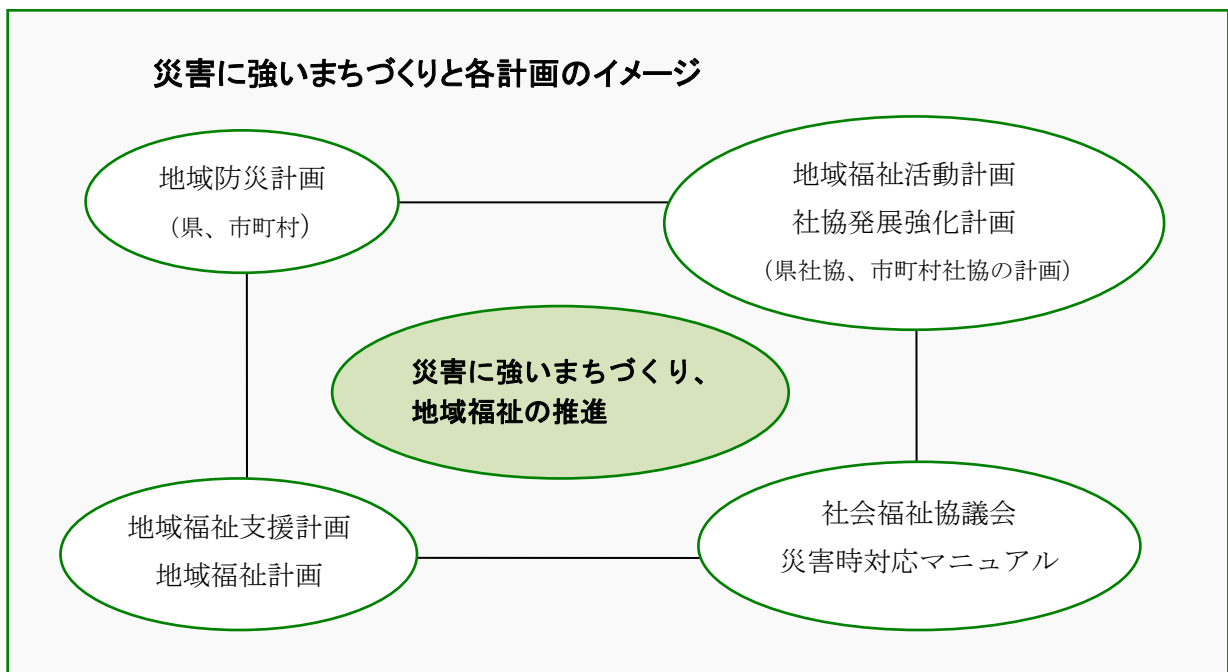 災害に強いまちづくりと各計画のイメージ
地域防災計画
（県、市町村）
地域福祉活動計画
社協発展強化計画
（県社協、市町村社協の計画）
災害に強いまちづくり、
地域福祉の推進
地域福祉支援計画
地域福祉計画
社会福祉協議会
災害時対応マニュアル